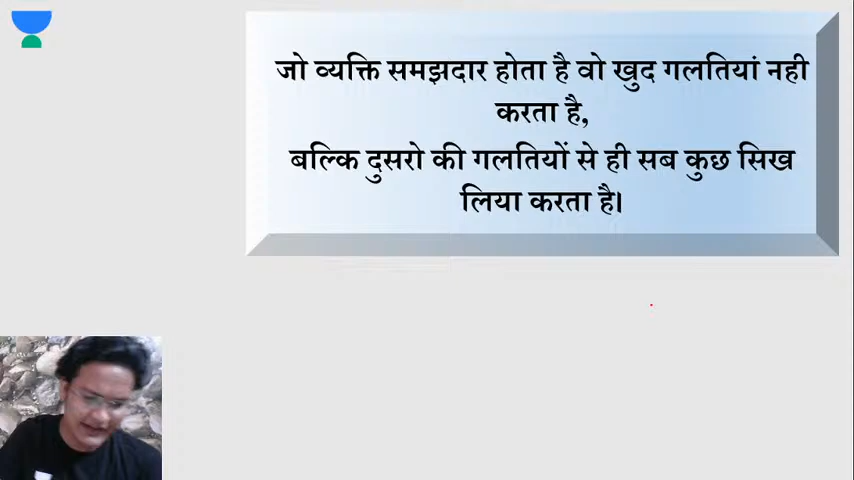 जो व्यक्ति समझदार होता है वो खुद गलतियां नही
करता है,
बल्कि दुसरो की गलतियों से ही सब कुछ सिख
लिया करता है।